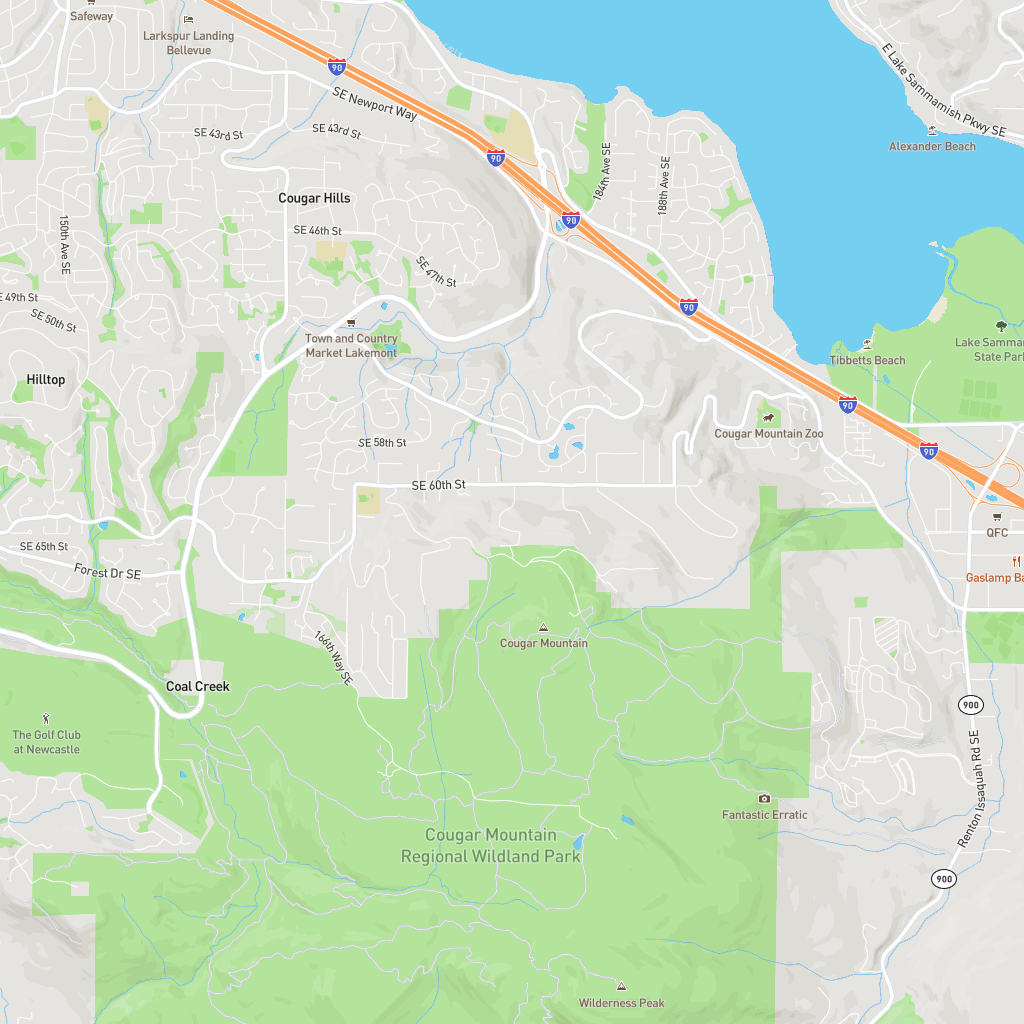 Safeway
Larkspur Landing
Bellevue
90
SE Newport Way
E Lake Sammamish Pkwy SE
Alexander Beach
SE 43rd St
SE 43rd St
90
184th Ave SE
188th Ave SE
Cougar Hills
150th Ave SE
SE 46th St
90
SE 47th St
E 49th St
SE 50th St
90
Town and Country
Market Lakemont
Lake Samma
State Park
Tibbetts Beach
Hilltop
90
Cougar Mountain Zoo
SE 58th St
90
SE 60th St
QFC
SE 65th St
Forest Dr SE
Gaslamp Ba
Cougar Mountain
166th Way SE
Coal Creek
900
The Golf Club
at Newcastle
Renton Issaquah Rd SE
Fantastic Erratic
Cougar Mountain
Regional Wildland Park
900
Wilderness Peak